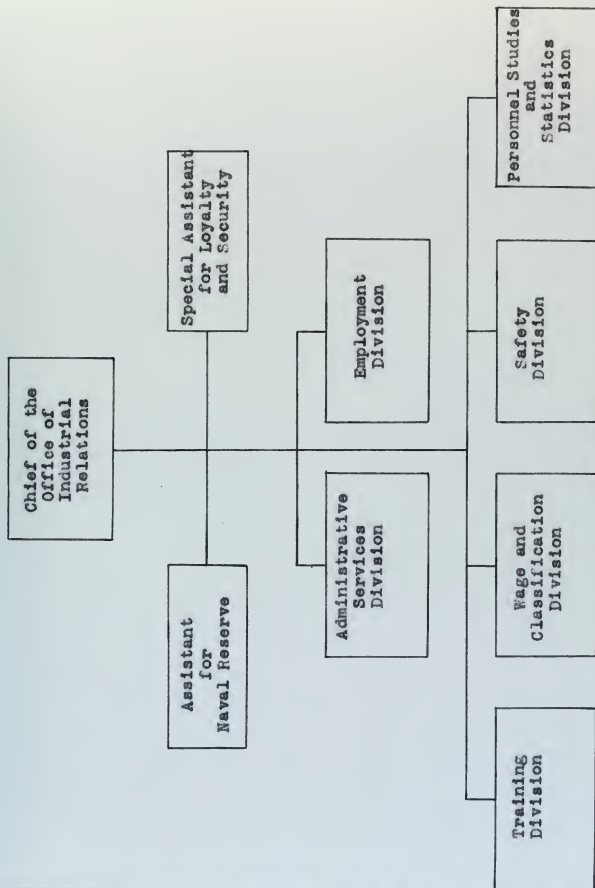 Chief of the
Office of
Industrial
Relations
Assistant
for
Naval Reserve
Special Assistant
for Loyalty
and Security
Administrative
Services
Division
Employment
Division
Training
Division
Wage and
Classification
Division
Safety
Division
Personnel Studies
and
Statistics
Division